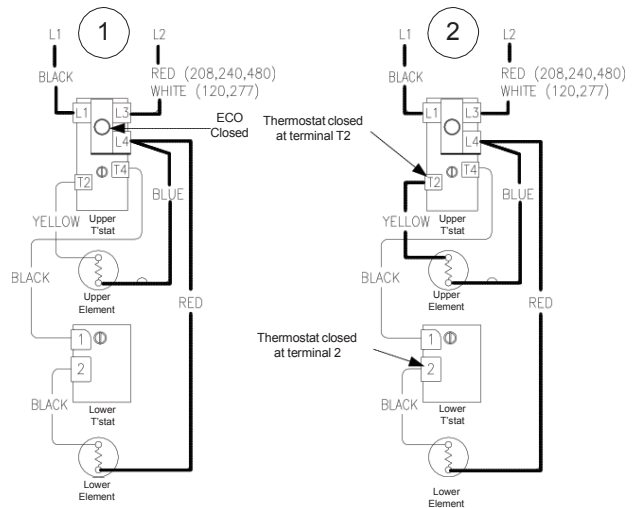 1
L1
L2
BLACK
RED (208,240,480)
WHITE (120,277)
L1
L3
ECO
Closed
L4
T2
T4
BLUE
YELLOW
Upper
T'stat
BLACK
Upper
Element
RED
1
2
BLACK
Lower
T'stat
Lower
Element
2
L1
L2
BLACK
RED (208,240,480)
WHITE (120,277)
L1
L3
Thermostat closed
at terminal T2
L4
T4
T2
BLUE
YELLOW
Upper
T'stat
BLACK
Upper
Element
RED
Thermostat closed
at terminal 2
1
2
BLACK
Lower
T'stat
Lower
Element